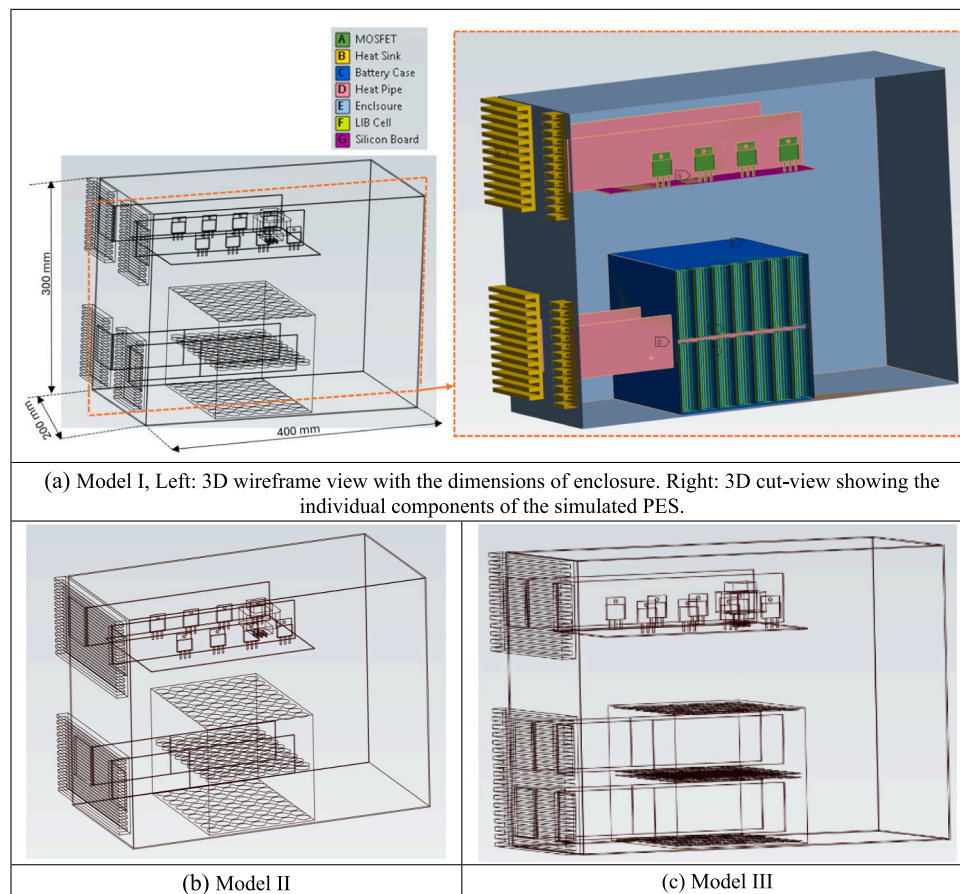 A MOSFET
B Heat Sink
C Battery Case
D Heat Pipe
E Enclsoure
F LIB Cell
G Silicon Board
300 mm
200 mm
400 mm
G
D
(a) Model I, Left: 3D wireframe view with the dimensions of enclosure. Right: 3D cut-view showing the
individual components of the simulated PES.
(b) Model II
(c) Model III